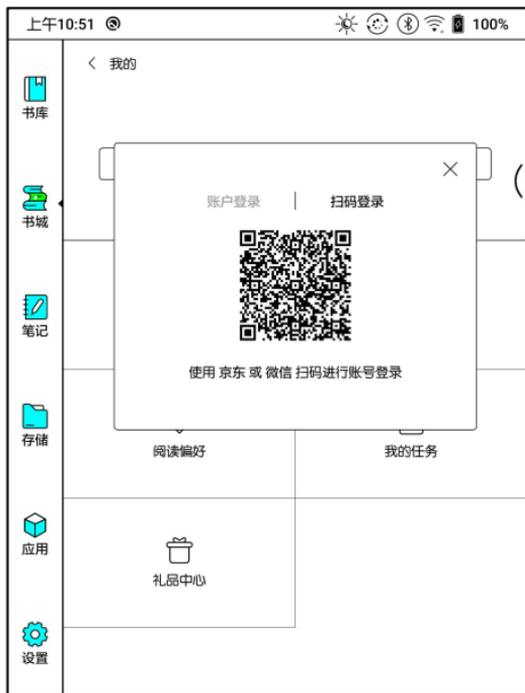 上午10:51
100%
我的
书库
书城
笔记
存储
应用
设置
账户登录
扫码登录
使用 京东 或 微信 扫码进行账号登录
阅读偏好
我的任务
礼品中心